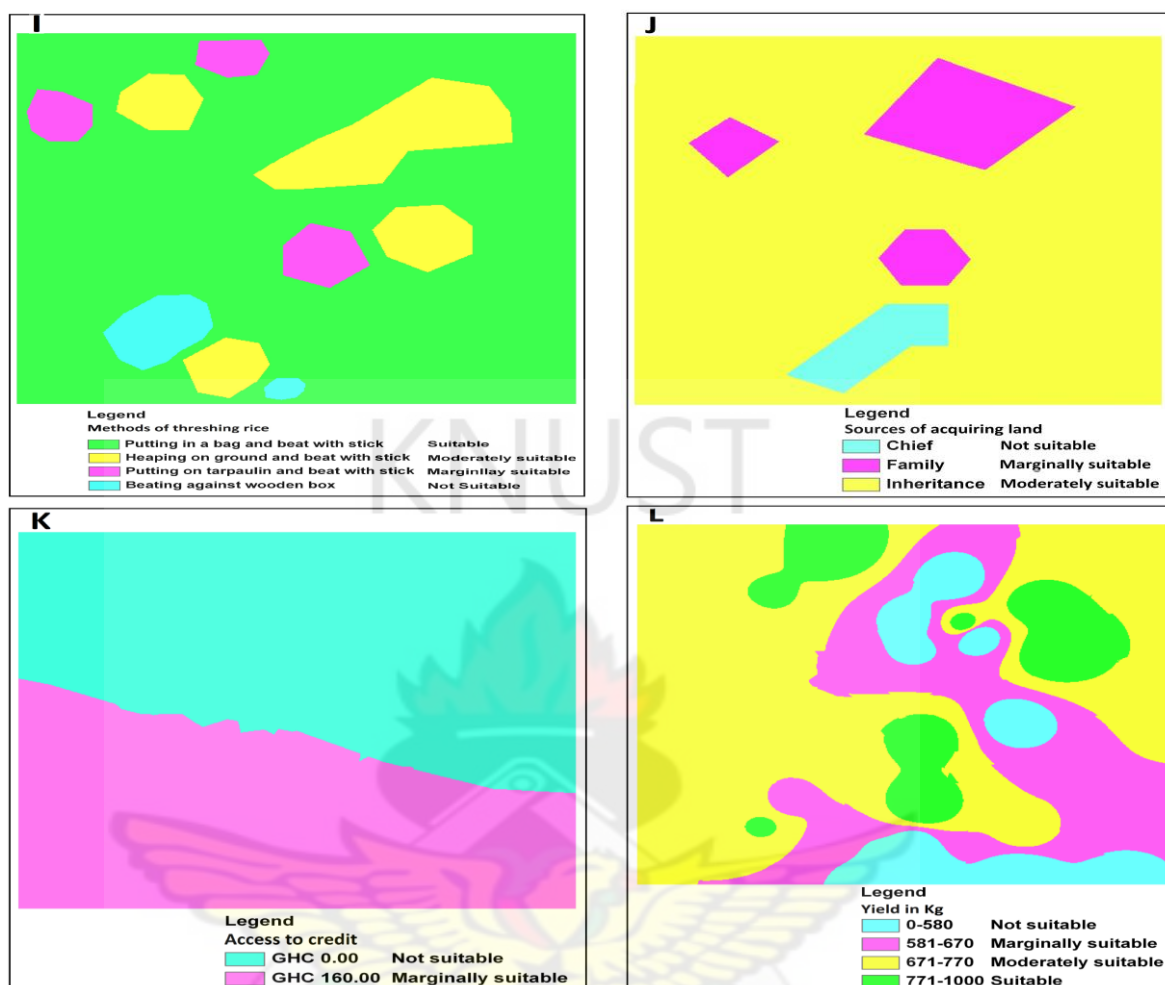 I
Legend
Methods of threshing rice
Putting in a bag and beat with stick Suitable
Heaping on ground and beat with stick Moderately suitable
Putting on tarpaulin and beat with stick Marginllay suitable
Beating against wooden box Not Suitable
J
Legend
Sources of acquiring land
Chief Not suitable
Family Marginally suitable
Inheritance Moderately suitable
KNUST
K
Legend
Access to credit
GHC 0.00 Not suitable
GHC 160.00 Marginally suitable
L
Legend
Yield in Kg
0-580 Not suitable
581-670 Marginally suitable
671-770 Moderately suitable
771-1000 Suitable